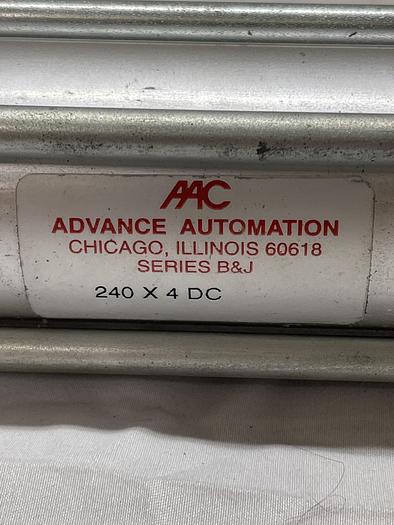 AAC
ADVANCE AUTOMATION
CHICAGO, ILLINOIS 60618
SERIES B&J
240 X 4 DC